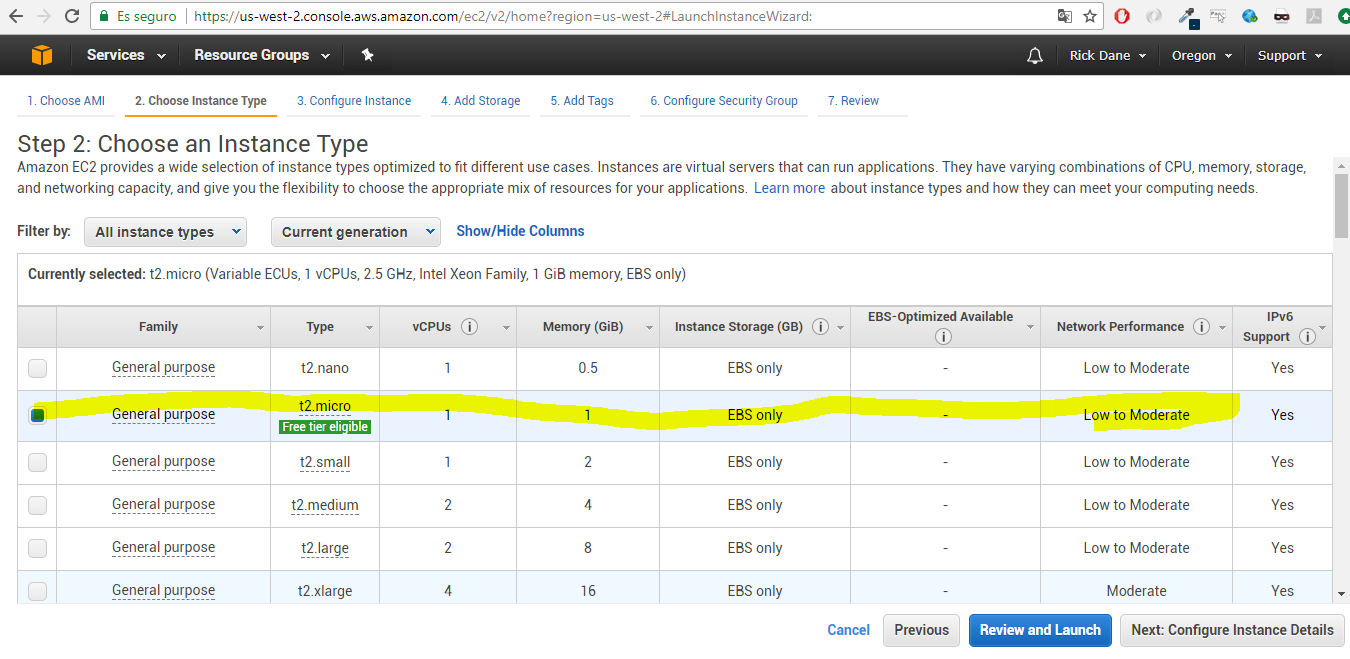 Es seguro https://us-west-2.console.aws.amazon.com/ec2/v2/home?region=us-west-2#LaunchInstanceWizard:
Services Resource Groups Rick Dane Oregon Support
1. Choose AMI 2. Choose Instance Type 3. Configure Instance 4. Add Storage 5. Add Tags 6. Configure Security Group 7. Review
Step 2: Choose an Instance Type
Amazon EC2 provides a wide selection of instance types optimized to fit different use cases. Instances are virtual servers that can run applications. They have varying combinations of CPU, memory, storage,
and networking capacity, and give you the flexibility to choose the appropriate mix of resources for your applications. Learn more about instance types and how they can meet your computing needs.
Filter by: All instance types Current generation Show/Hide Columns
Currently selected: t2.micro (Variable ECUs, 1 vCPUs, 2.5 GHz, Intel Xeon Family, 1 GiB memory, EBS only)
Family Type vCPUs Memory (GiB) Instance Storage (GB) EBS-Optimized Available Network Performance IPv6 Support
General purpose t2.nano 1 0.5 EBS only - Low to Moderate Yes
General purpose t2.micro 1 1 EBS only - Low to Moderate Yes
Free tier eligible
General purpose t2.small 1 2 EBS only - Low to Moderate Yes
General purpose t2.medium 2 4 EBS only - Low to Moderate Yes
General purpose t2.large 2 8 EBS only - Low to Moderate Yes
General purpose t2.xlarge 4 16 EBS only - Moderate Yes
Cancel Previous Review and Launch Next: Configure Instance Details